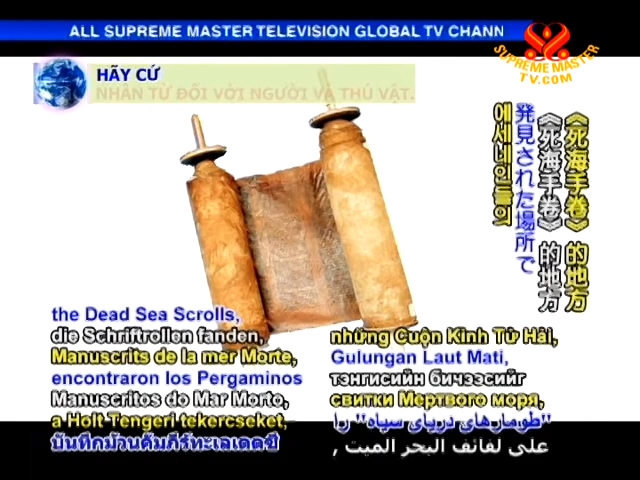 ALL SUPREME MASTER TELEVISION GLOBAL TV CHANN
SUPREME MASTER
TV.COM
HÃY CỨ
NHÂN TỪ ĐỐI VỚI NGƯỜI VÀ THÚ VẬT.
《死海手卷》的地方
《死海手卷》的地方
発見された場所で
에세네인들의
the Dead Sea Scrolls,
die Schriftrollen fanden,
Manuscrits de la mer Morte,
encontraron los Pergaminos
Manuscritos do Mar Morto,
a Holt Tengeri tekercseket,
บันทึกม้วนคัมภีร์ทะเลเดดซี
những Cuộn Kinh Tử Hải,
Gulungan Laut Mati,
тэнгисийн бичээсийг
свитки Мертвого моря,
"طومارهای دریای سیاه" را
على لفائف البحر الميت ,